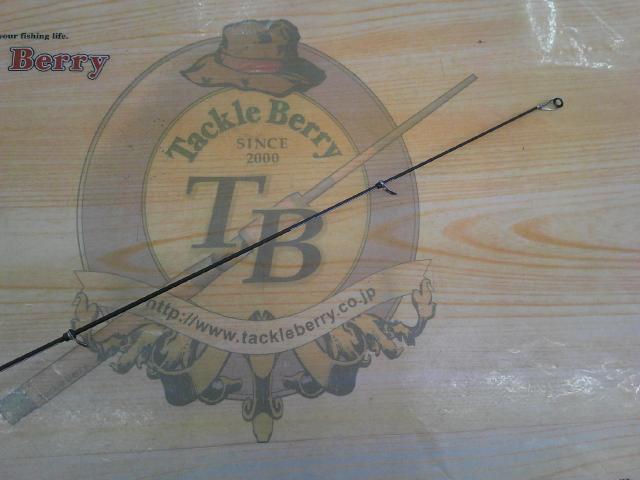 your fishing life.
Berry
Tackle Berry
SINCE
2000
TB
http://www.tackleberry.co.jp